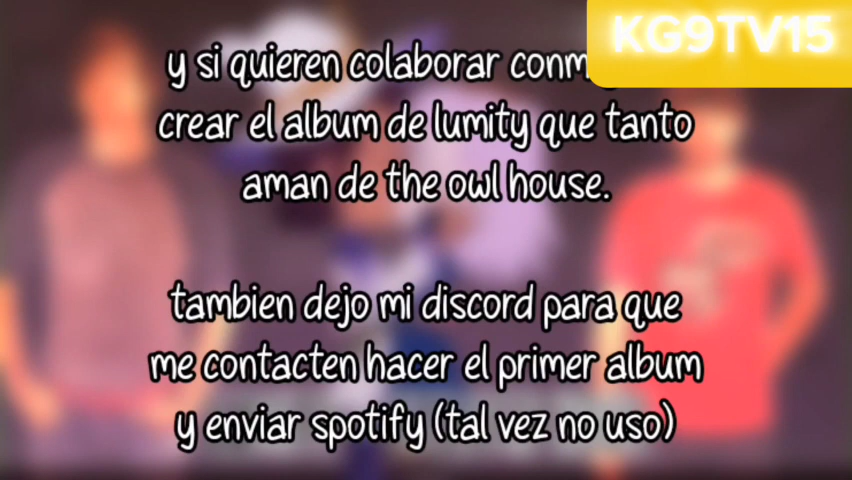 KG9TV15
y si quieren colaborar
crear el album de lumity que tanto
aman de the owl house.
tambien dejo mi discord para que
me contacten hacer el primer album
y enviar spotify (tal vez no uso)